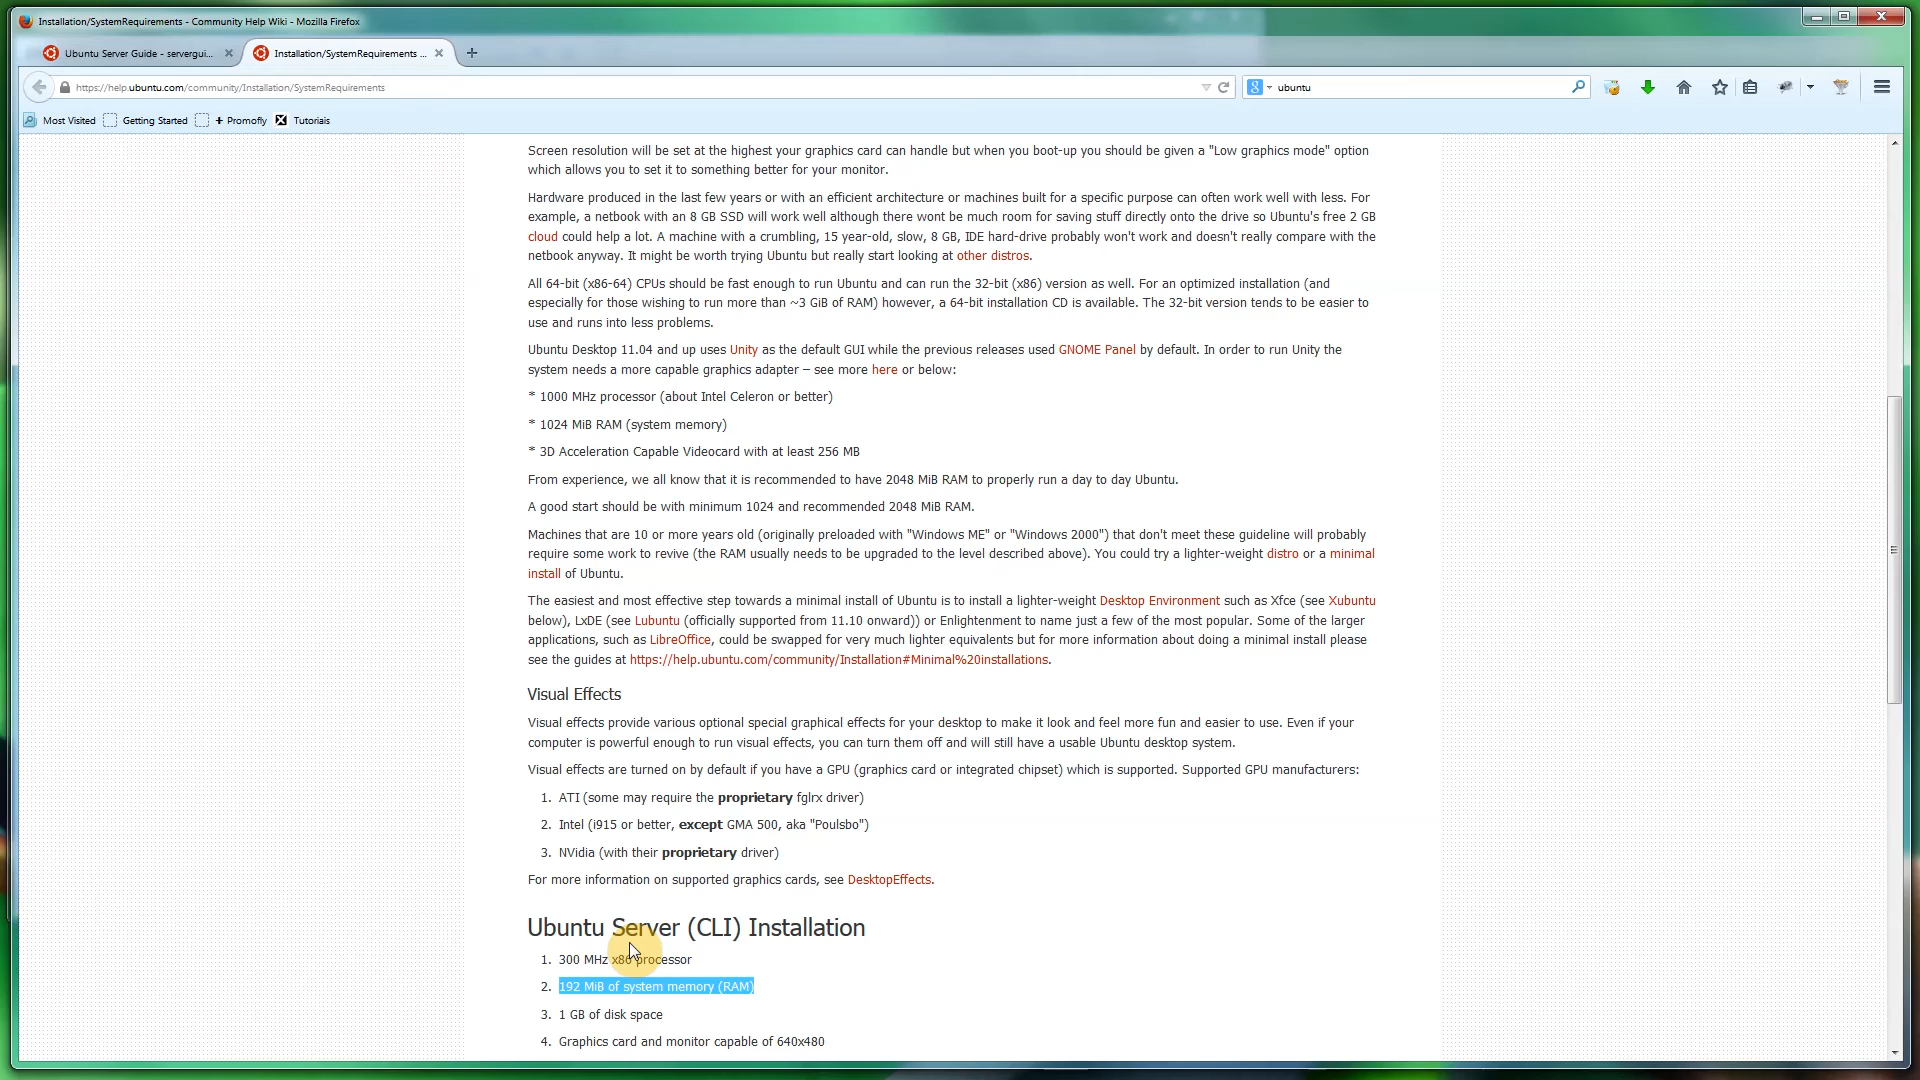 Installation/SystemRequirements - Community Help Wiki - Mozilla Firefox
Ubuntu Server Guide - servergui...
Installation/SystemRequirements ...
https://help.ubuntu.com/community/Installation/SystemRequirements
8
ubuntu
Most Visited
Getting Started
+ Promofly
Tutorials
Screen resolution will be set at the highest your graphics card can handle but when you boot-up you should be given a "Low graphics mode" option
which allows you to set it to something better for your monitor.
Hardware produced in the last few years or with an efficient architecture or machines built for a specific purpose can often work well with less. For
example, a netbook with an 8 GB SSD will work well although there wont be much room for saving stuff directly onto the drive so Ubuntu's free 2 GB
cloud could help a lot. A machine with a crumbling, 15 year-old, slow, 8 GB, IDE hard-drive probably won't work and doesn't really compare with the
netbook anyway. It might be worth trying Ubuntu but really start looking at other distros.
All 64-bit (x86-64) CPUs should be fast enough to run Ubuntu and can run the 32-bit (x86) version as well. For an optimized installation (and
especially for those wishing to run more than ~3 GiB of RAM) however, a 64-bit installation CD is available. The 32-bit version tends to be easier to
use and runs into less problems.
Ubuntu Desktop 11.04 and up uses Unity as the default GUI while the previous releases used GNOME Panel by default. In order to run Unity the
system needs a more capable graphics adapter – see more here or below:
* 1000 MHz processor (about Intel Celeron or better)
* 1024 MiB RAM (system memory)
* 3D Acceleration Capable Videocard with at least 256 MB
From experience, we all know that it is recommended to have 2048 MiB RAM to properly run a day to day Ubuntu.
A good start should be with minimum 1024 and recommended 2048 MiB RAM.
Machines that are 10 or more years old (originally preloaded with "Windows ME" or "Windows 2000") that don't meet these guideline will probably
require some work to revive (the RAM usually needs to be upgraded to the level described above). You could try a lighter-weight distro or a minimal
install of Ubuntu.
The easiest and most effective step towards a minimal install of Ubuntu is to install a lighter-weight Desktop Environment such as Xfce (see Xubuntu
below), LxDE (see Lubuntu (officially supported from 11.10 onward)) or Enlightenment to name just a few of the most popular. Some of the larger
applications, such as LibreOffice, could be swapped for very much lighter equivalents but for more information about doing a minimal install please
see the guides at https://help.ubuntu.com/community/Installation#Minimal%20installations.
Visual Effects
Visual effects provide various optional special graphical effects for your desktop to make it look and feel more fun and easier to use. Even if your
computer is powerful enough to run visual effects, you can turn them off and will still have a usable Ubuntu desktop system.
Visual effects are turned on by default if you have a GPU (graphics card or integrated chipset) which is supported. Supported GPU manufacturers:
1. ATI (some may require the proprietary fglrx driver)
2. Intel (i915 or better, except GMA 500, aka "Poulsbo")
3. NVidia (with their proprietary driver)
For more information on supported graphics cards, see DesktopEffects.
Ubuntu Server (CLI) Installation
1. 300 MHz x86 processor
2. 192 MiB of system memory (RAM)
3. 1 GB of disk space
4. Graphics card and monitor capable of 640x480